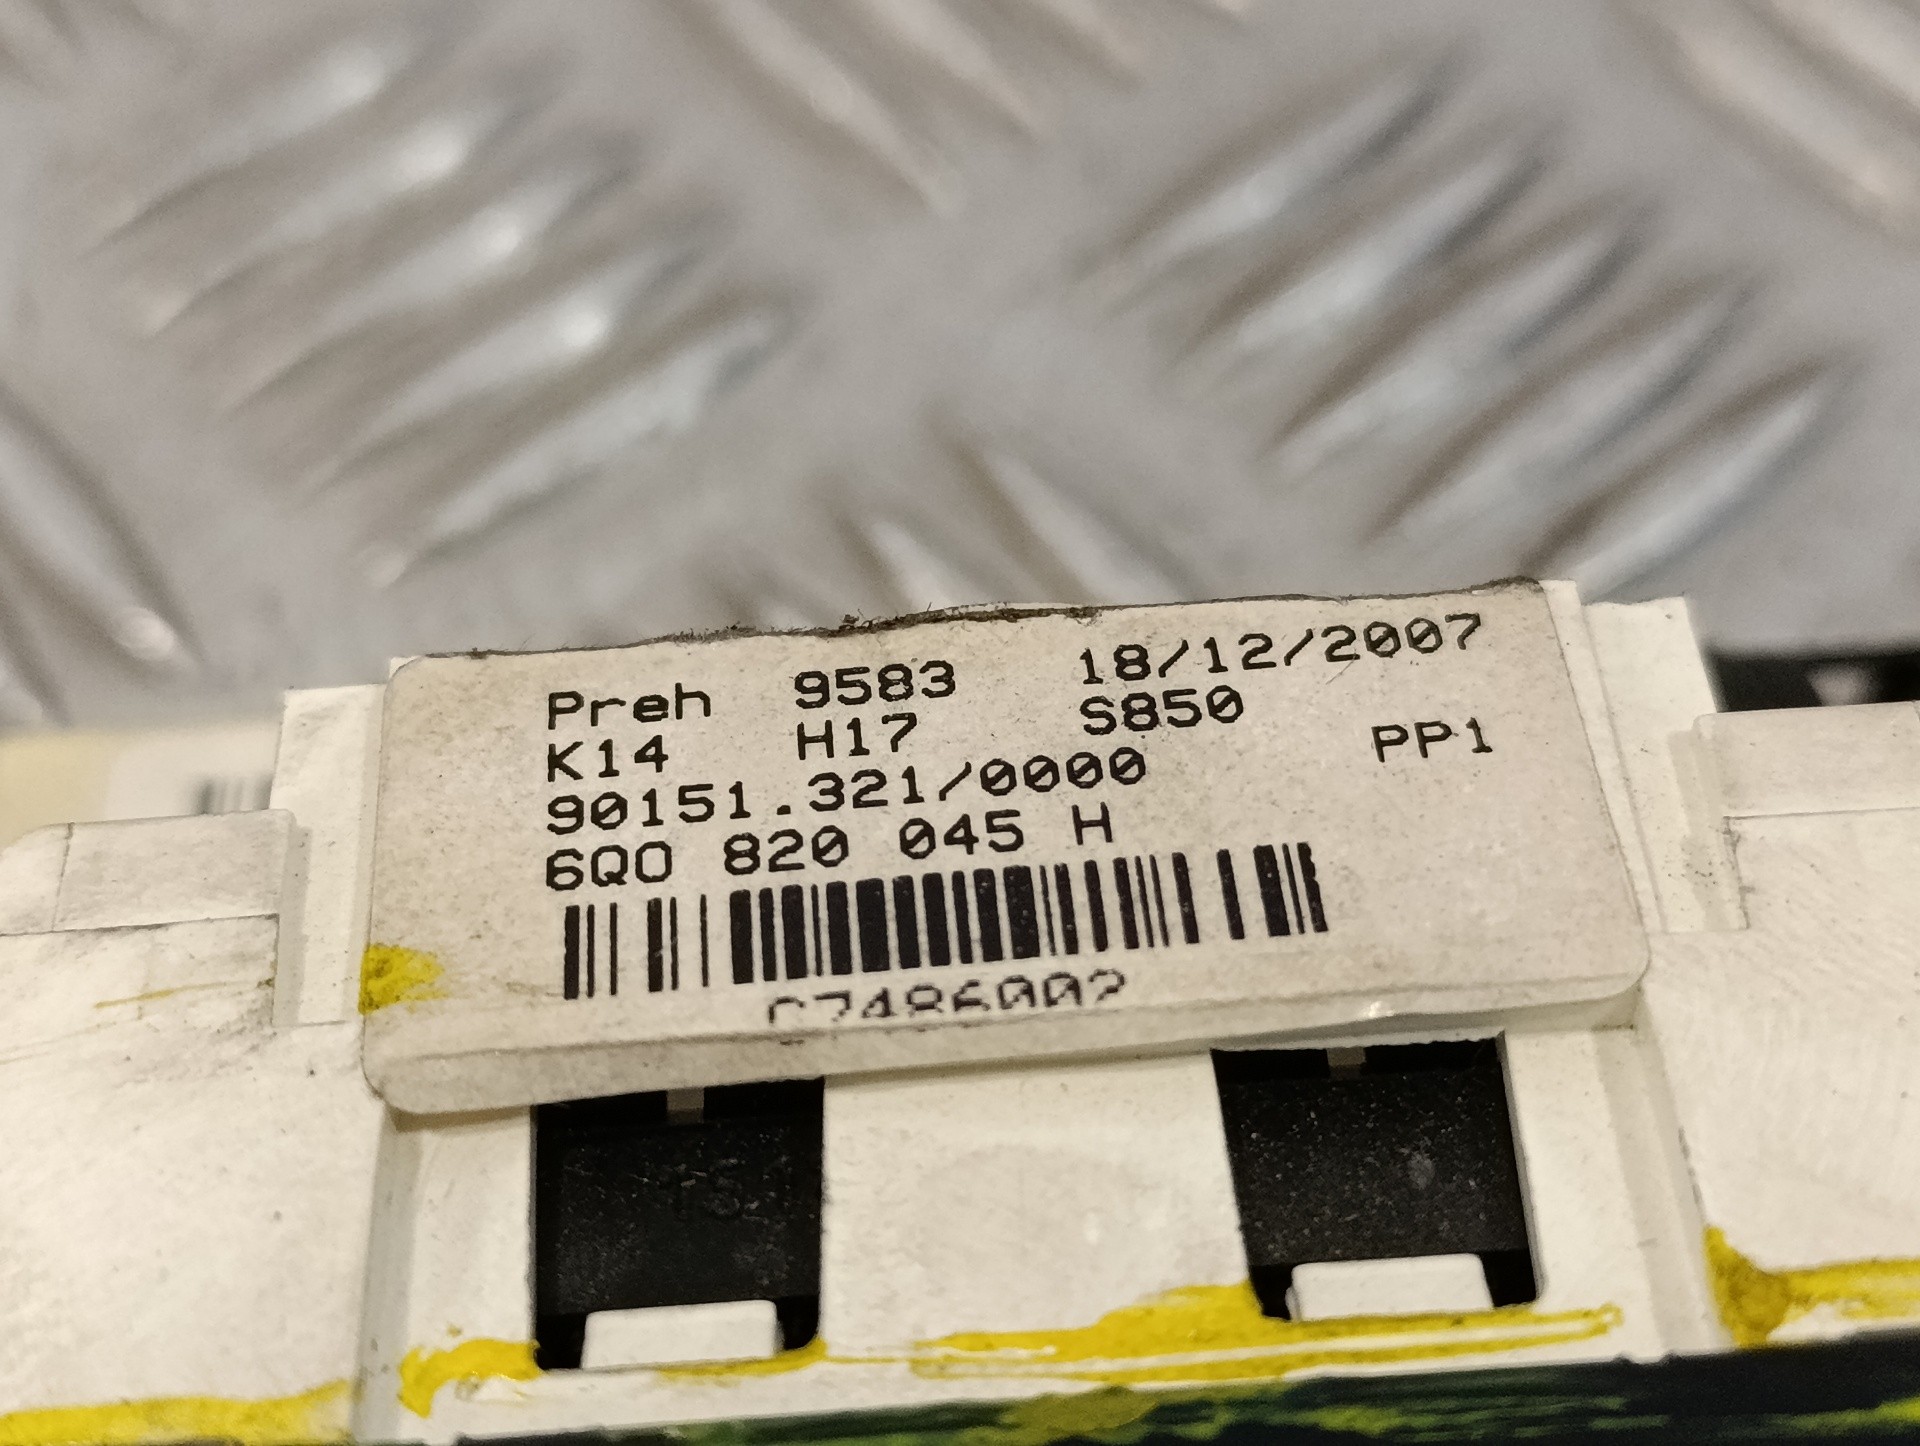 Preh 9583 18/12/2007
K14 H17 S850
90151.321/0000 PP1
6Q0 820 045 H